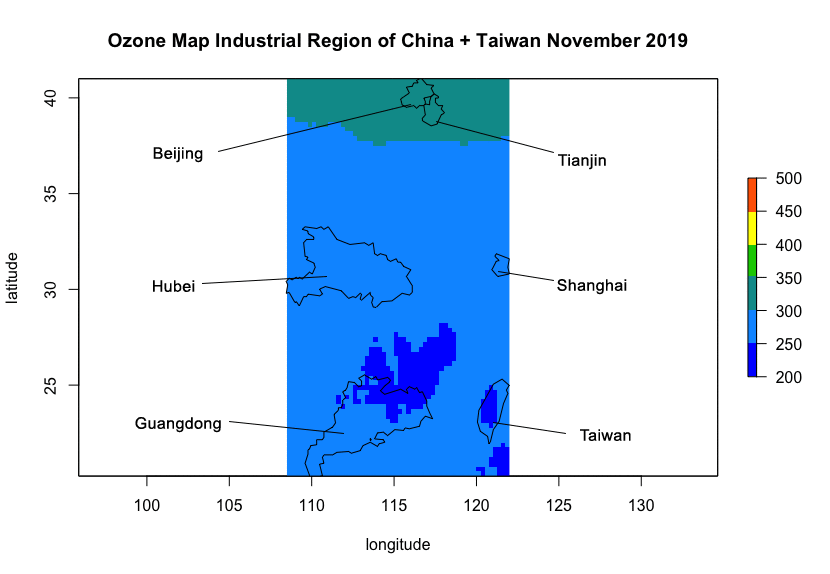 Ozone Map Industrial Region of China + Taiwan November 2019
latitude
40
35
30
25
Beijing
Tianjin
Hubei
Shanghai
Guangdong
Taiwan
500
450
400
350
300
250
200
100
105
110
115
120
125
130
longitude